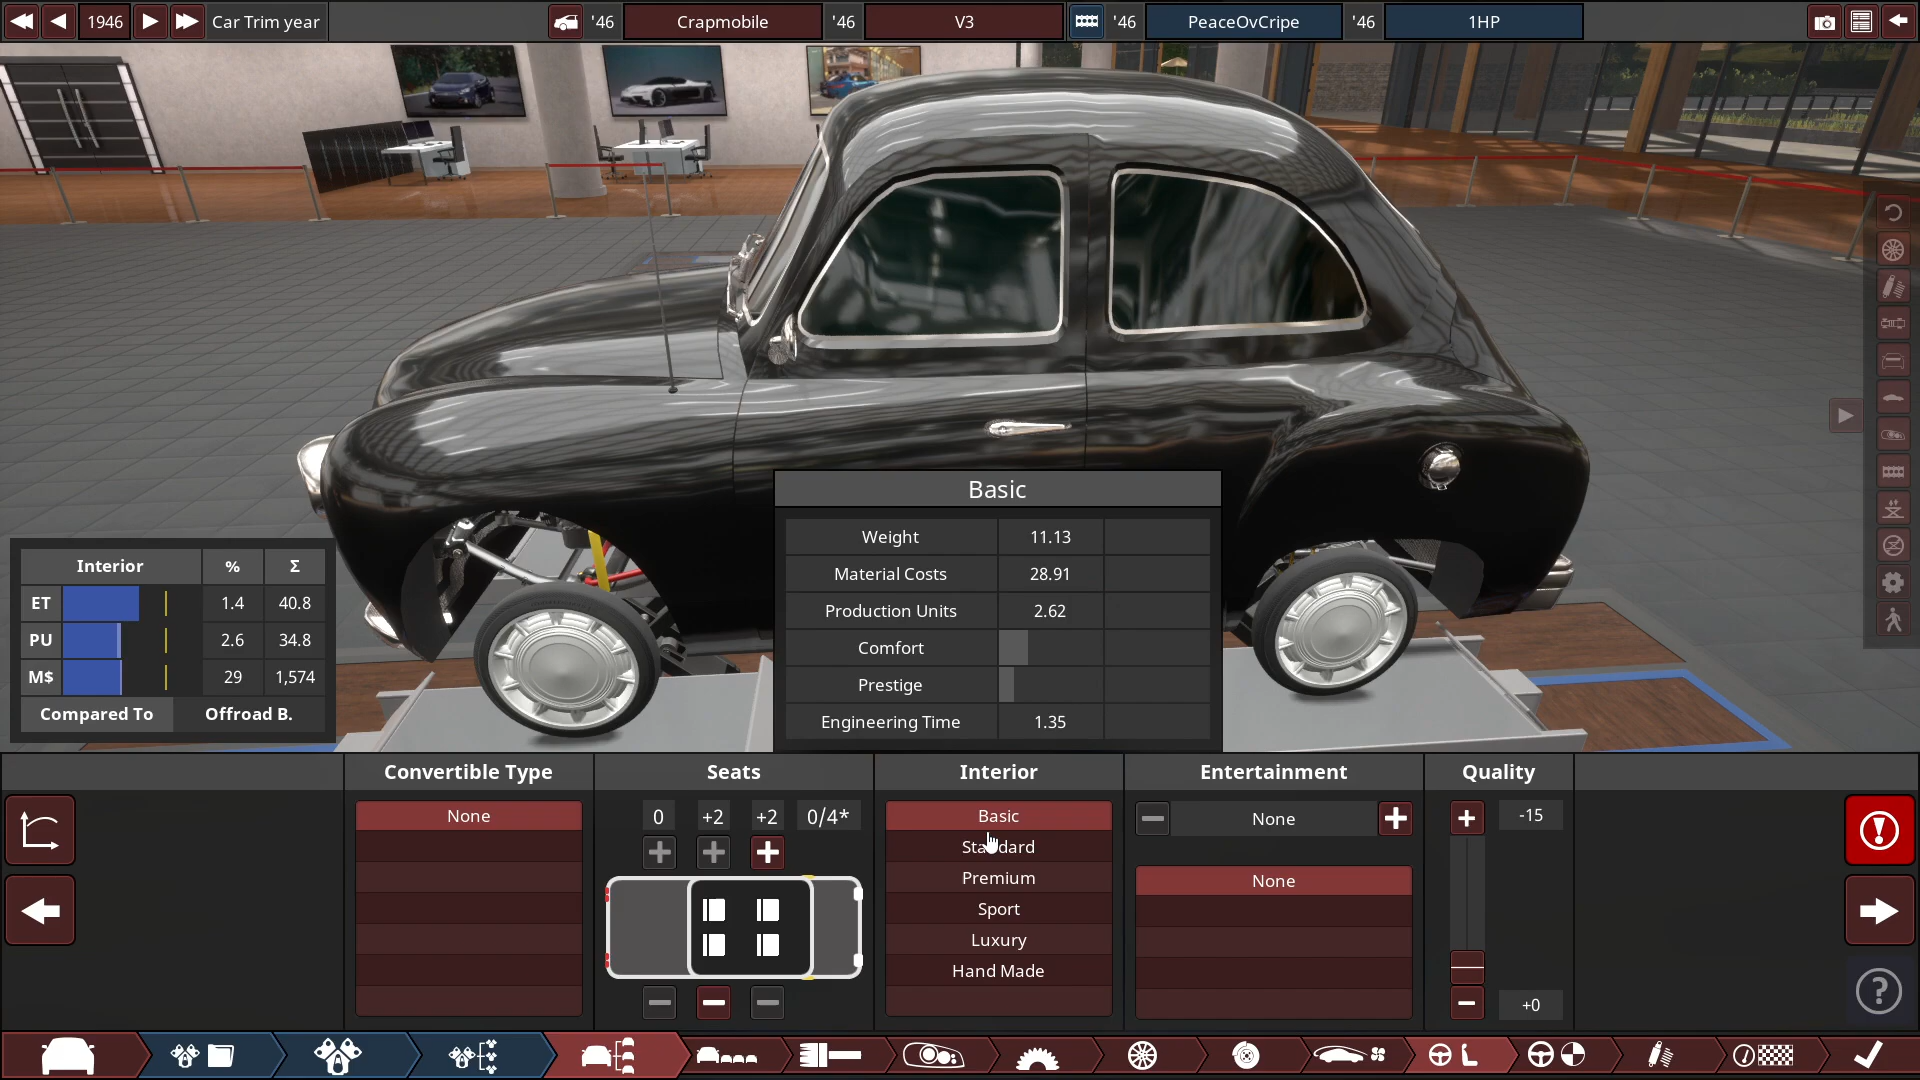 1946 Car Trim year '46 Crapmobile '46 V3 '46 PeaceOvCripe '46 1HP
Basic
Weight 11.13
Material Costs 28.91
Production Units 2.62
Comfort
Prestige
Engineering Time 1.35
Interior % Σ
ET 1.4 40.8
PU 2.6 34.8
M$ 29 1,574
Compared To Offroad B.
Convertible Type
None
Seats
0 +2 +2 0/4*
Interior
Basic
Standard
Premium
Sport
Luxury
Hand Made
Entertainment
None
None
Quality
-15
+0
?